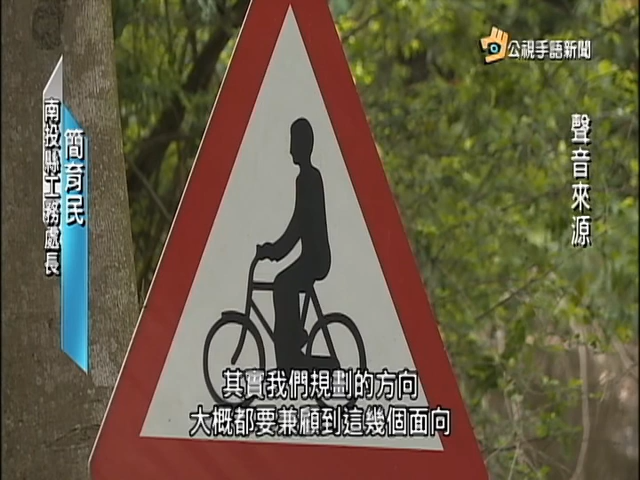 公視手語新聞
聲音來源
簡育民
南投縣工務處長
其實我們規劃的方向
大概都要兼顧到這幾個面向